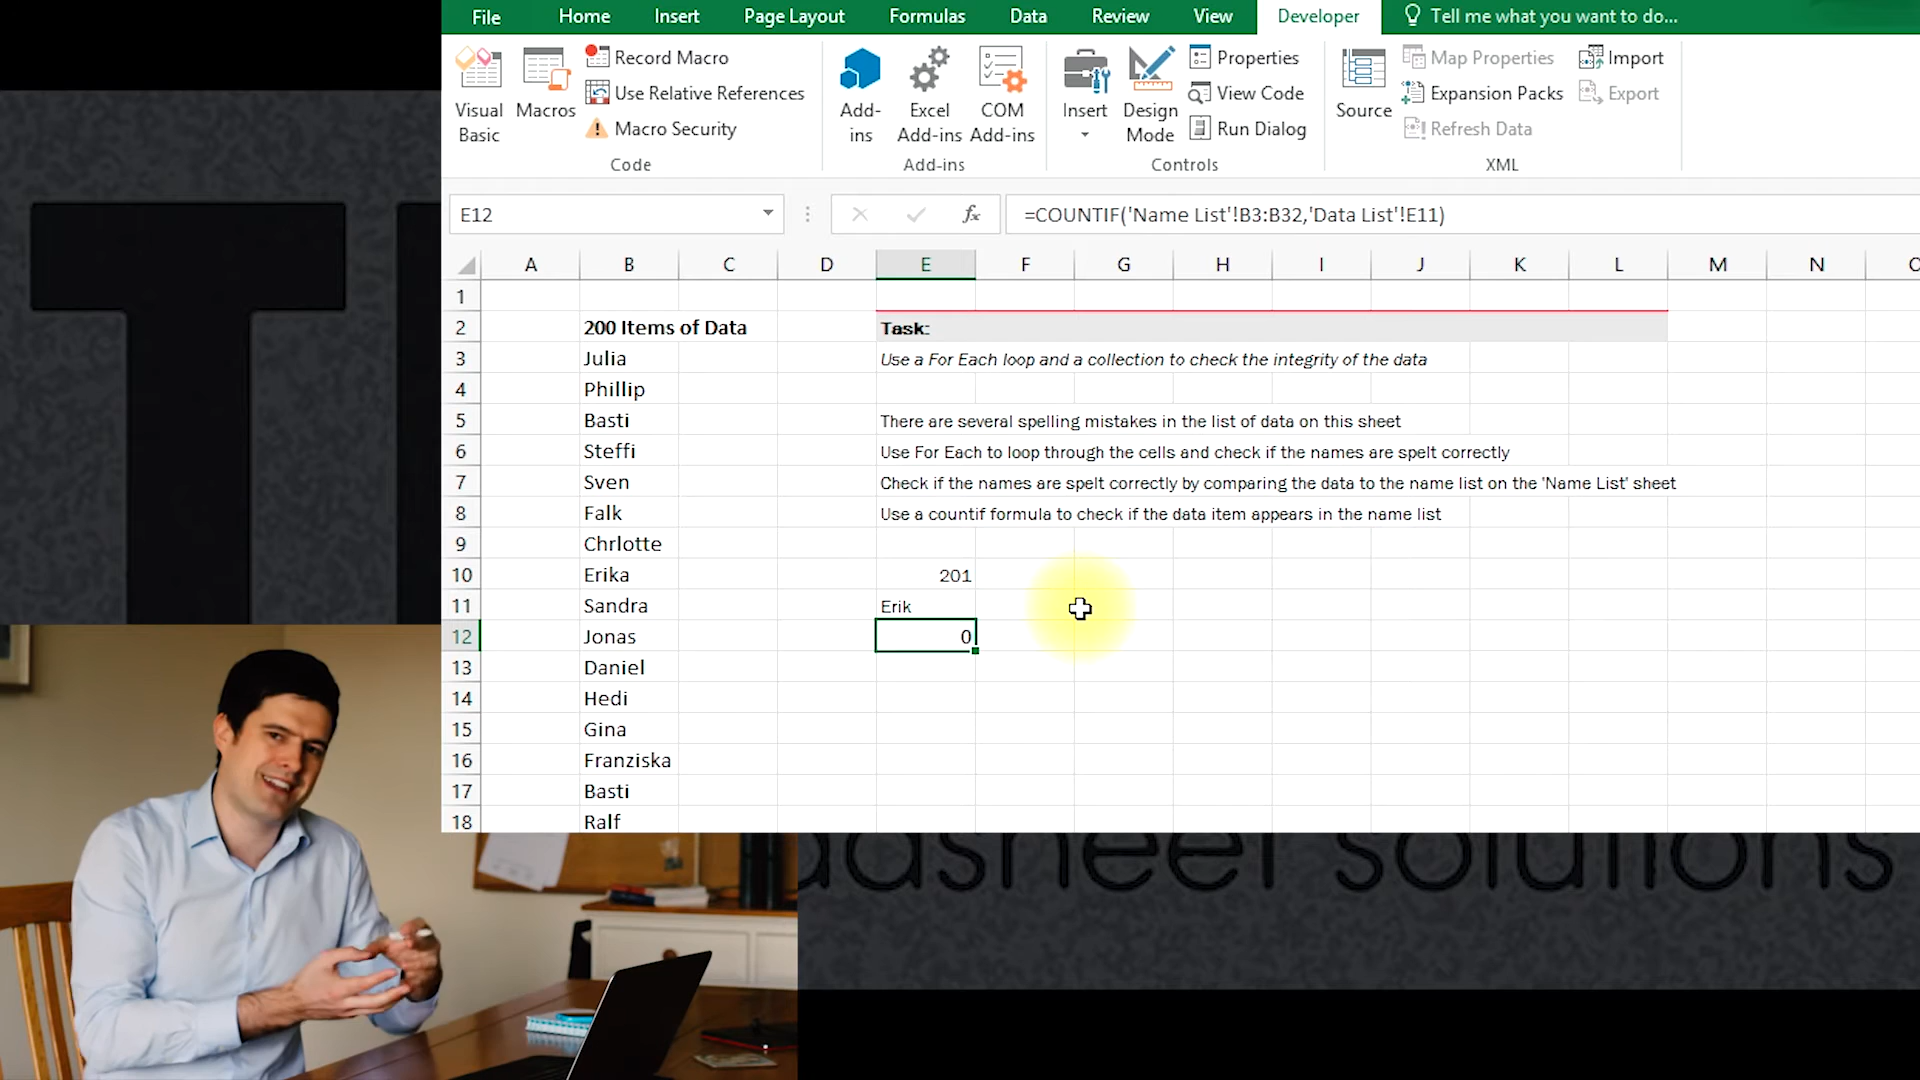 File Home Insert Page Layout Formulas Data Review View Developer Tell me what you want to do...
Visual Basic
Macros
Record Macro
Use Relative References
Macro Security
Code
Add-ins
Excel Add-ins
COM Add-ins
Add-ins
Insert
Design Mode
Properties
View Code
Run Dialog
Controls
Source
Map Properties
Expansion Packs
Refresh Data
Import
Export
XML
E12 fx =COUNTIF('Name List'!B3:B32,'Data List'!E11)
A B C D E F G H I J K L M N O
1
2 200 Items of Data Task:
3 Julia Use a For Each loop and a collection to check the integrity of the data
4 Phillip
5 Basti There are several spelling mistakes in the list of data on this sheet
6 Steffi Use For Each to loop through the cells and check if the names are spelt correctly
7 Sven Check if the names are spelt correctly by comparing the data to the name list on the 'Name List' sheet
8 Falk Use a countif formula to check if the data item appears in the name list
9 Chrlotte
10 Erika 201
11 Sandra Erik
12 Jonas 0
13 Daniel
14 Hedi
15 Gina
16 Franziska
17 Basti
18 Ralf
solutions